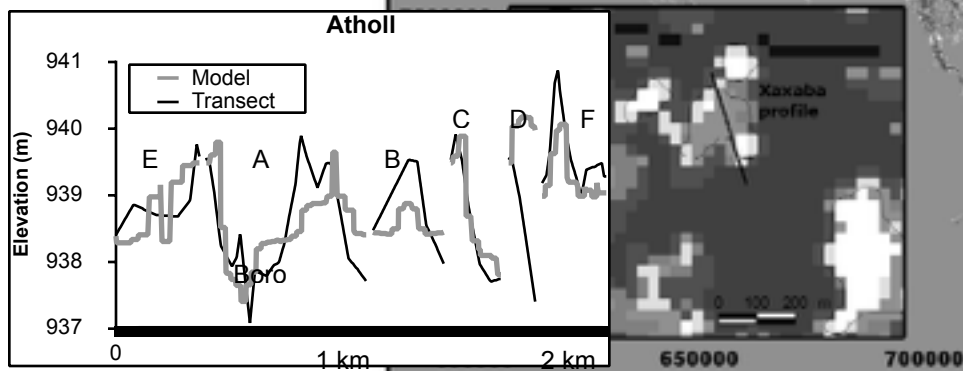 Atholl
941
940
939
938
937
Elevation (m)
Model
Transect
E
A
B
C
D
F
Boro
0
1 km
2 km
Xaxaba
profile
0 100 200 m
650000
700000